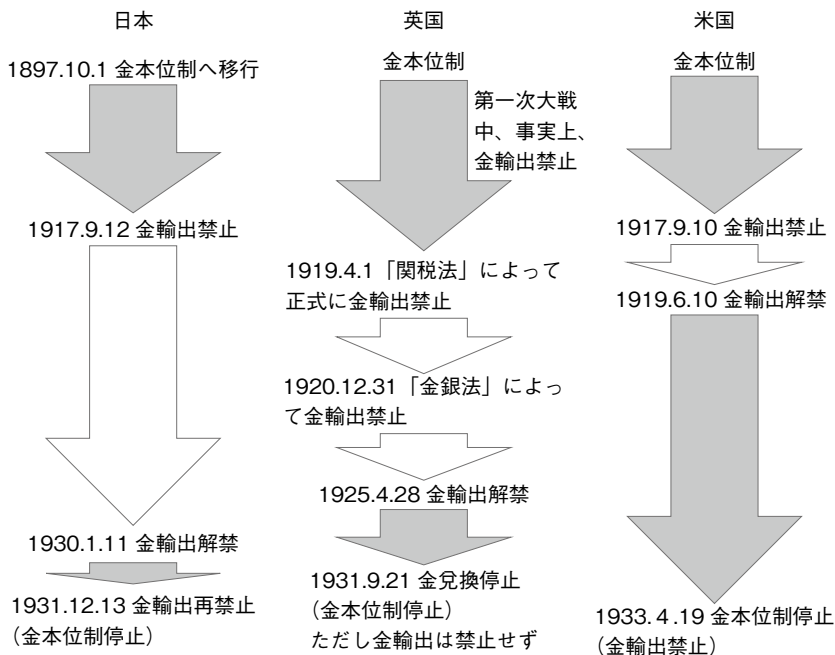 日本
1897.10.1 金本位制へ移行
1917.9.12 金輸出禁止
1930.1.11 金輸出解禁
1931.12.13 金輸出再禁止
（金本位制停止）
英国
金本位制
第一次大戦
中、事実上、
金輸出禁止
1919.4.1「関税法」によって
正式に金輸出禁止
1920.12.31「金銀法」によっ
て金輸出禁止
1925.4.28 金輸出解禁
1931.9.21 金兌換停止
（金本位制停止）
ただし金輸出は禁止せず
米国
金本位制
1917.9.10 金輸出禁止
1919.6.10 金輸出解禁
1933.4.19 金本位制停止
（金輸出禁止）